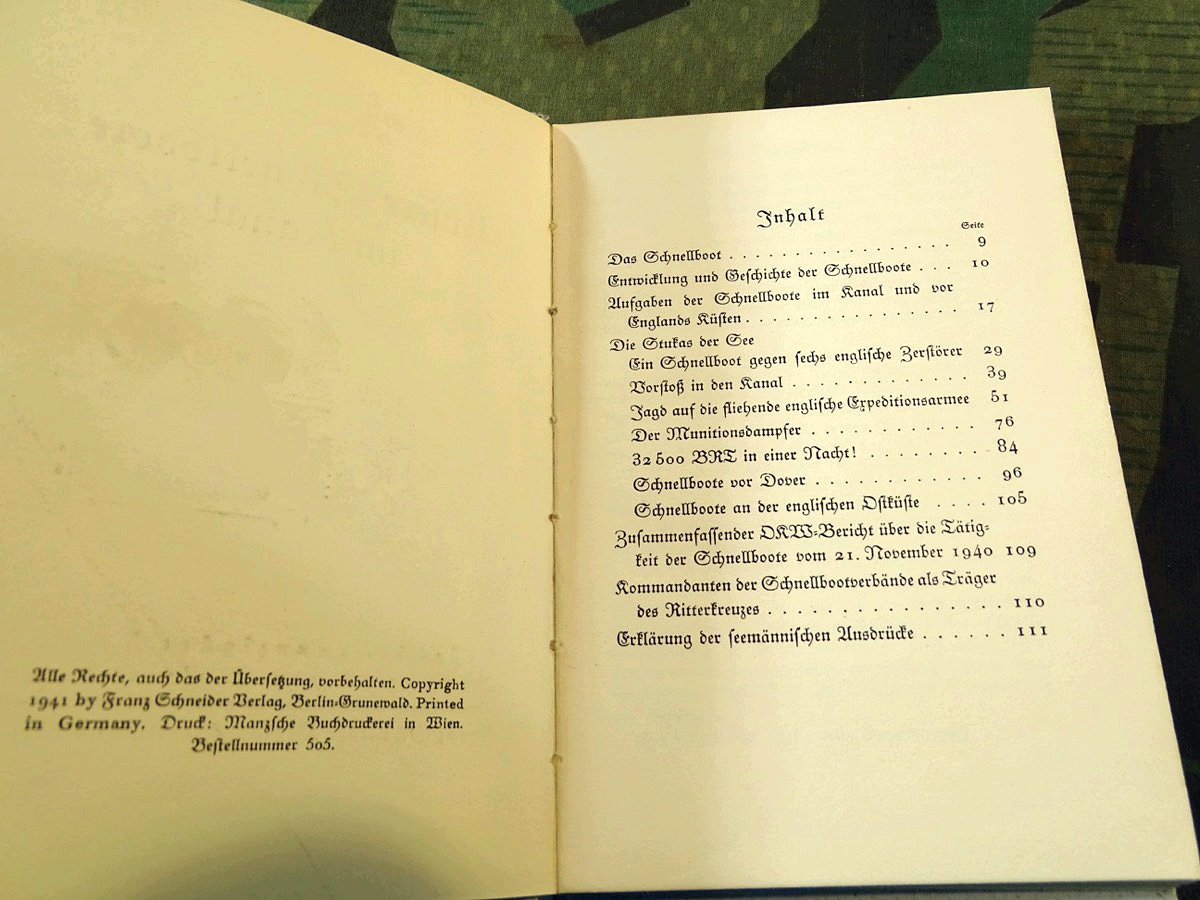 Alle Rechte, auch das der Übersetzung, vorbehalten. Copyright
1941 by Franz Schneider Verlag, Berlin-Grunewald. Printed
in Germany. Druck: Manzsche Buchdruckerei in Wien.
Bestellnummer 505.
Inhalt
Seite
Das Schnellboot . . . . . . . . . . . . . . . . . 9
Entwicklung und Geschichte der Schnellboote . . . 10
Aufgaben der Schnellboote im Kanal und vor
Englands Küsten . . . . . . . . . . . . . . . . 17
Die Stukas der See
Ein Schnellboot gegen sechs englische Zerstörer 29
Vorstoß in den Kanal . . . . . . . . . . . . . 39
Jagd auf die fliehende englische Expeditionsarmee 51
Der Munitionsdampfer . . . . . . . . . . . . 76
32500 BRT in einer Nacht! . . . . . . . . . 84
Schnellboote vor Dover . . . . . . . . . . . . 96
Schnellboote an der englischen Ostküste . . . . 105
Zusammenfassender OKW-Bericht über die Tätig-
keit der Schnellboote vom 21. November 1940 109
Kommandanten der Schnellbootverbände als Träger
des Ritterkreuzes . . . . . . . . . . . . . . . . 110
Erklärung der seemännischen Ausdrücke . . . . . . 111